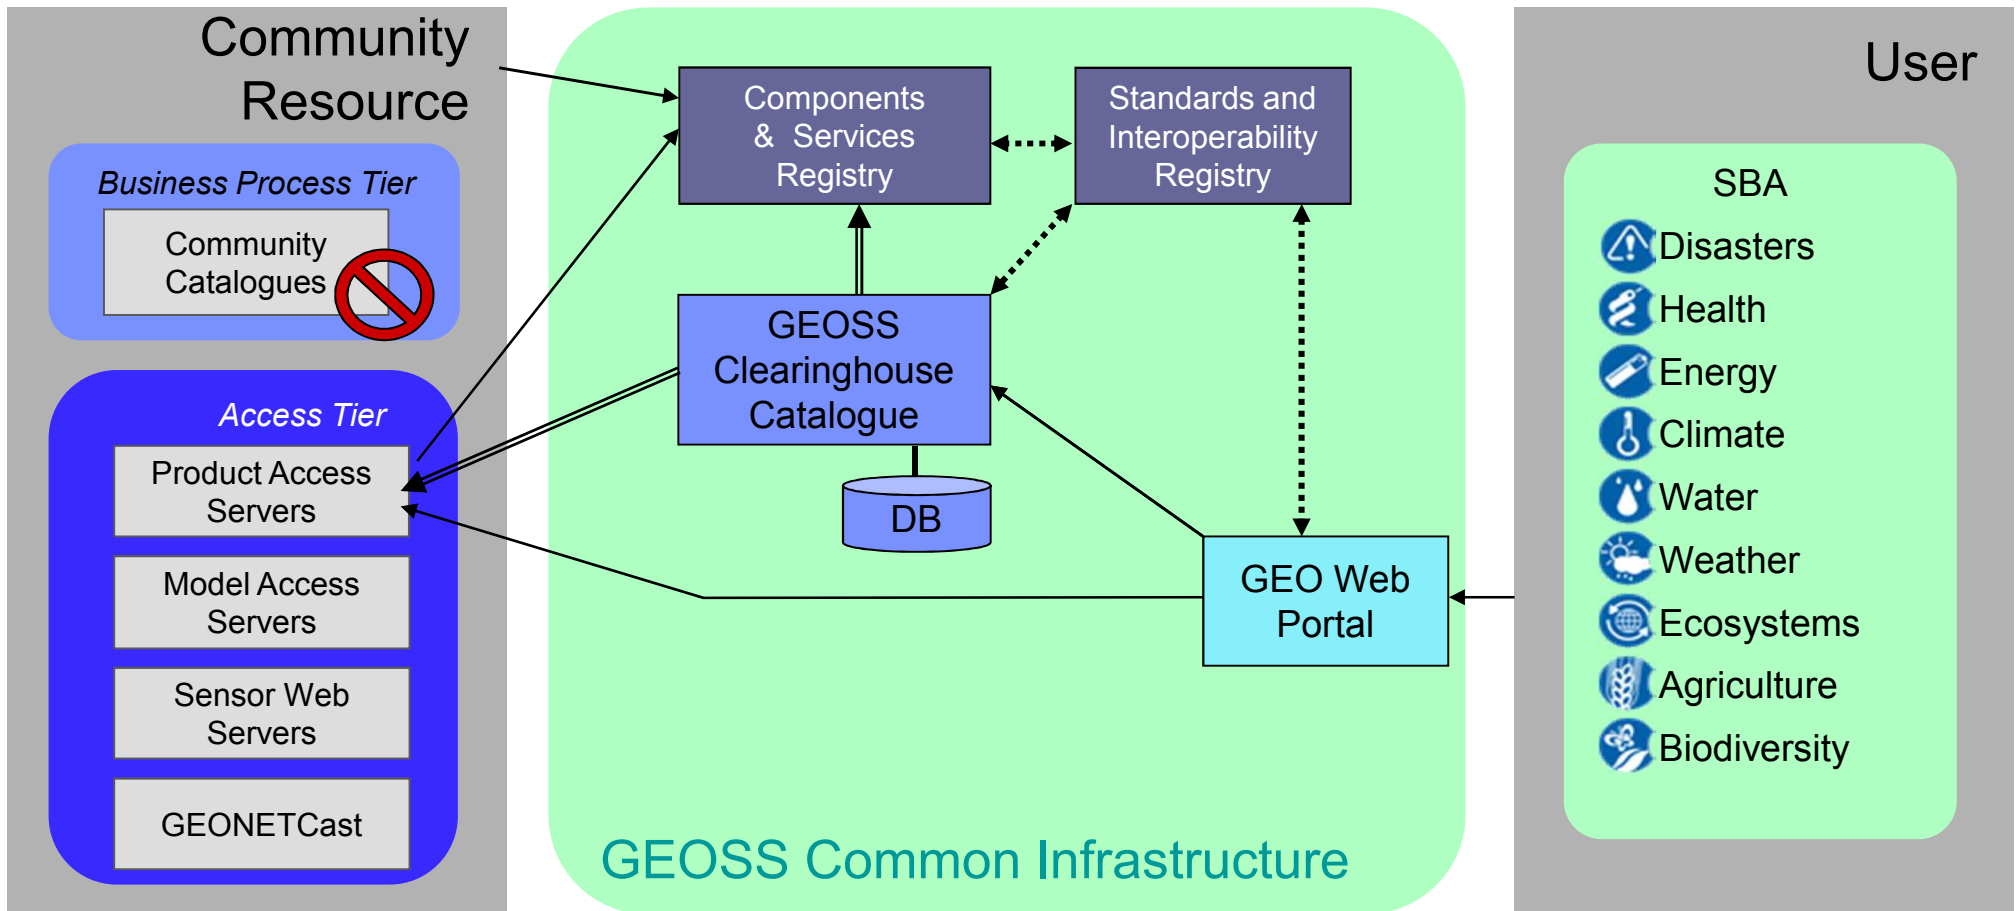 Community
Resource
Business Process Tier
Community
Catalogues
Access Tier
Product Access
Servers
Model Access
Servers
Sensor Web
Servers
GEONETCast
Components
& Services
Registry
Standards and
Interoperability
Registry
GEOSS
Clearinghouse
Catalogue
DB
GEO Web
Portal
GEOSS Common Infrastructure
User
SBA
Disasters
Health
Energy
Climate
Water
Weather
Ecosystems
Agriculture
Biodiversity